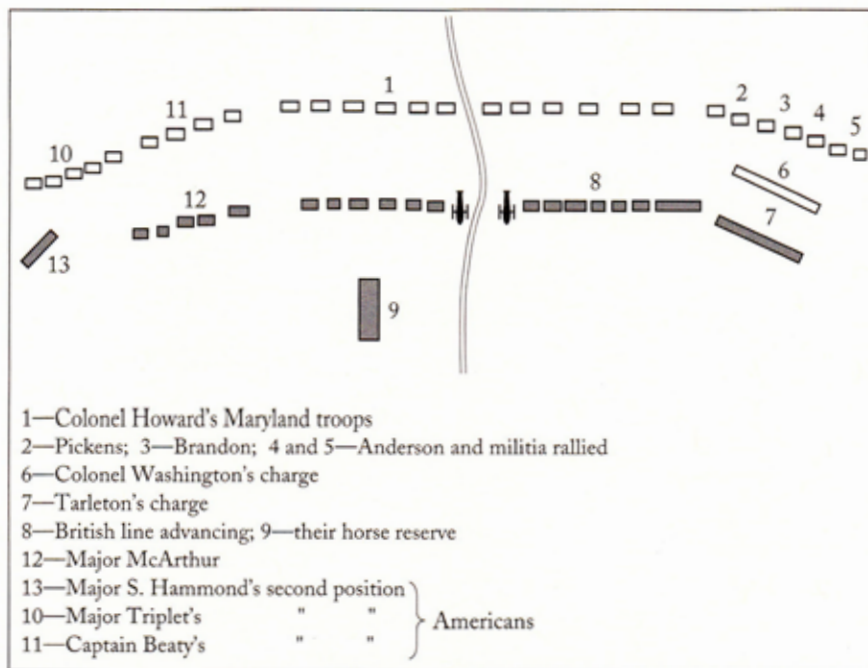 1
11
2
3
4
5
10
6
12
8
7
13
9
1—Colonel Howard's Maryland troops
2—Pickens; 3—Brandon; 4 and 5—Anderson and militia rallied
6—Colonel Washington's charge
7—Tarleton's charge
8—British line advancing; 9—their horse reserve
12—Major McArthur
13—Major S. Hammond's second position
10—Major Triplet's " "
11—Captain Beaty's " "
Americans